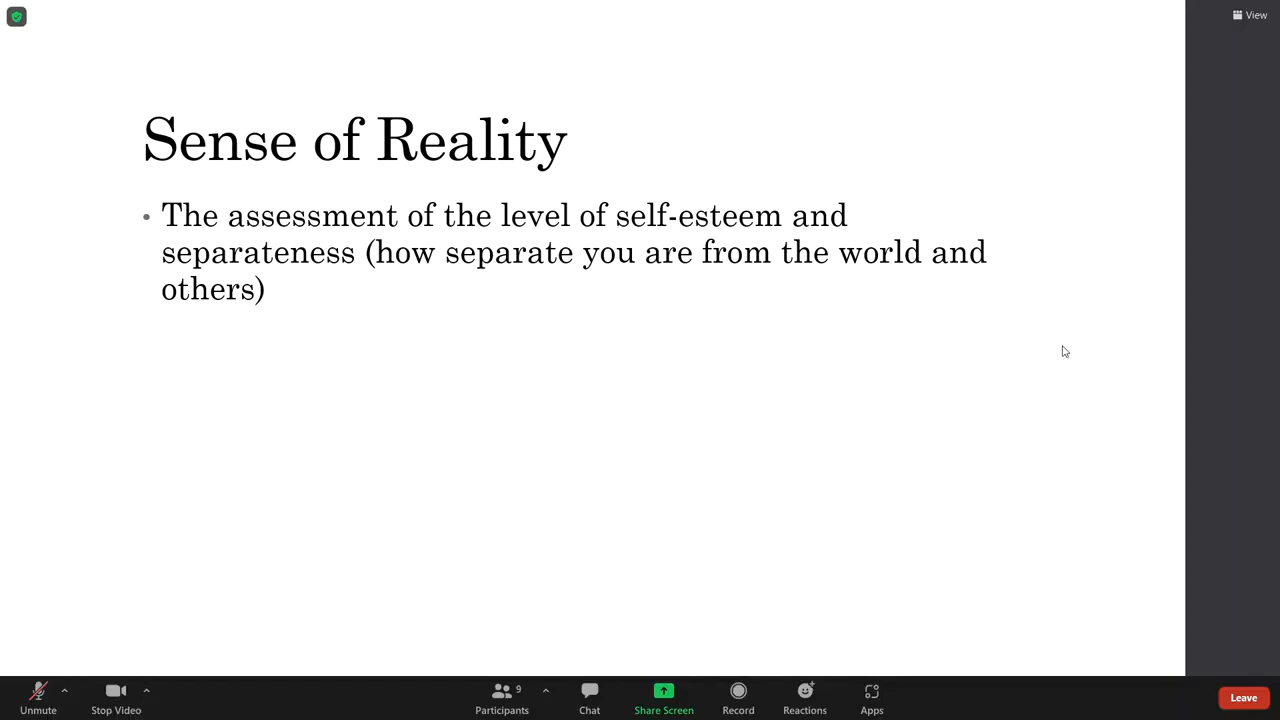 View
Sense of Reality
• The assessment of the level of self-esteem and
separateness (how separate you are from the world and
others)
9
Unmute
Stop Video
Participants
Chat
Share Screen
Record
Reactions
Apps
Leave